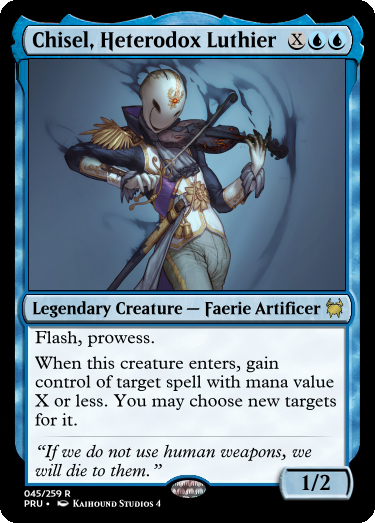 Chisel, Heterodox Luthier X
Legendary Creature — Faerie Artificer
Flash, prowess.
When this creature enters, gain
control of target spell with mana value
X or less. You may choose new targets
for it.
“If we do not use human weapons, we
will die to them.”
1/2
045/259 R
PRU • Kaihound Studios 4